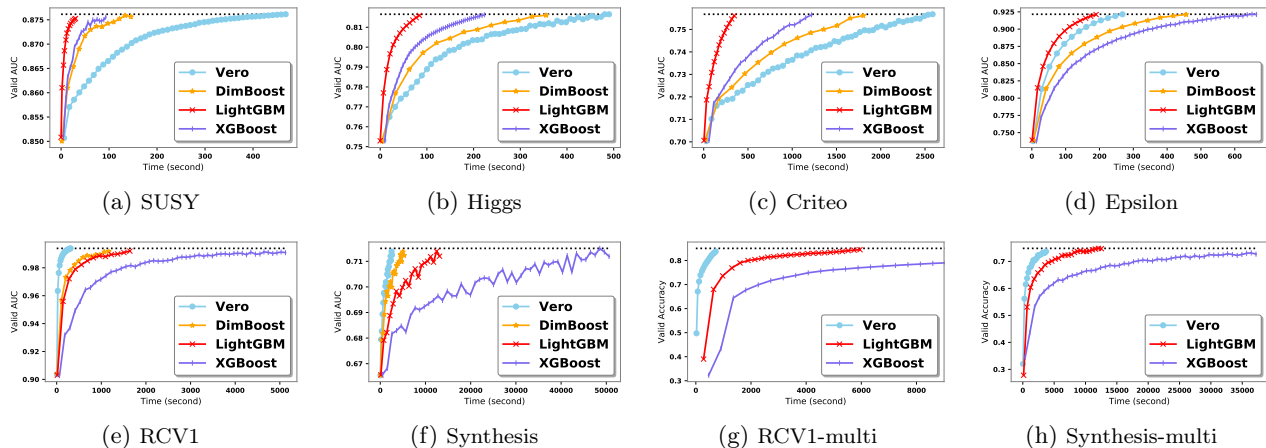 Valid AUC
0.875
0.870
0.865
0.860
0.855
0.850
0
100
200
300
400
Time (second)
Vero
DimBoost
LightGBM
XGBoost
(a) SUSY
Valid AUC
0.81
0.80
0.79
0.78
0.77
0.76
0.75
0
100
200
300
400
500
Time (second)
Vero
DimBoost
LightGBM
XGBoost
(b) Higgs
Valid AUC
0.75
0.74
0.73
0.72
0.71
0.70
0
500
1000
1500
2000
2500
Time (second)
Vero
DimBoost
LightGBM
XGBoost
(c) Criteo
Valid AUC
0.925
0.900
0.875
0.850
0.825
0.800
0.775
0.750
0
100
200
300
400
500
600
Time (second)
Vero
DimBoost
LightGBM
XGBoost
(d) Epsilon
Valid AUC
0.98
0.96
0.94
0.92
0.90
0
1000
2000
3000
4000
5000
Time (second)
Vero
DimBoost
LightGBM
XGBoost
(e) RCV1
Valid AUC
0.71
0.70
0.69
0.68
0.67
0
10000
20000
30000
40000
50000
Time (second)
Vero
DimBoost
LightGBM
XGBoost
(f) Synthesis
Valid Accuracy
0.8
0.7
0.6
0.5
0.4
0.3
0
2000
4000
6000
8000
Time (second)
Vero
LightGBM
XGBoost
(g) RCV1-multi
Valid Accuracy
0.7
0.6
0.5
0.4
0.3
0
5000
10000
15000
20000
25000
30000
35000
Time (second)
Vero
LightGBM
XGBoost
(h) Synthesis-multi